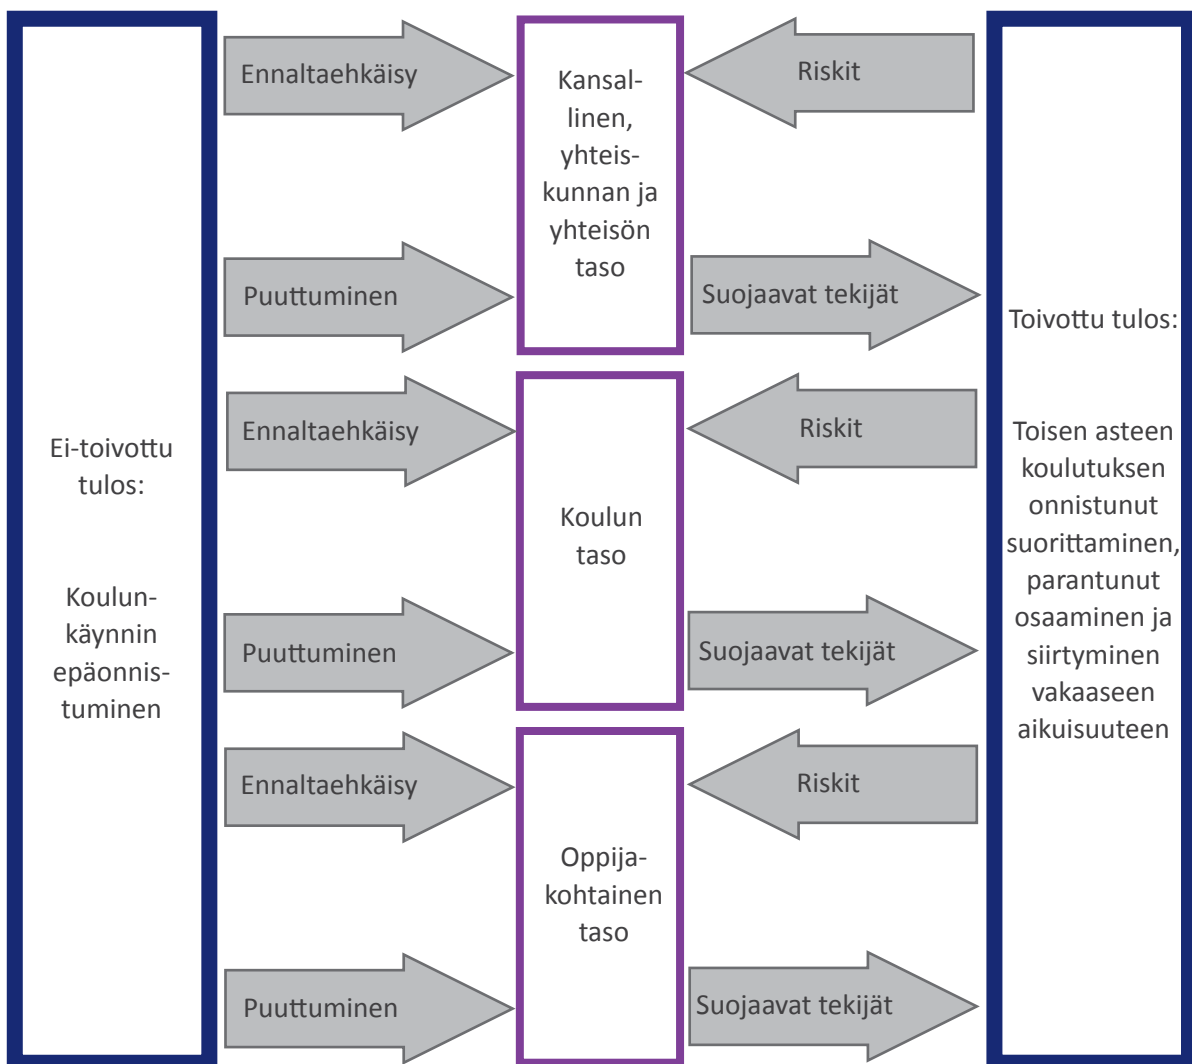 Ei-toivottu
tulos:
Koulun-
käynnin
epäonnis-
tuminen
Ennaltaehkäisy
Puuttuminen
Ennaltaehkäisy
Puuttuminen
Ennaltaehkäisy
Puuttuminen
Kansal-
linen,
yhteis-
kunnan ja
yhteisön
taso
Koulun
taso
Oppija-
kohtainen
taso
Riskit
Suojaavat tekijät
Riskit
Suojaavat tekijät
Riskit
Suojaavat tekijät
Toivottu tulos:
Toisen asteen
koulutuksen
onnistunut
suorittaminen,
parantunut
osaaminen ja
siirtyminen
vakaaseen
aikuisuuteen